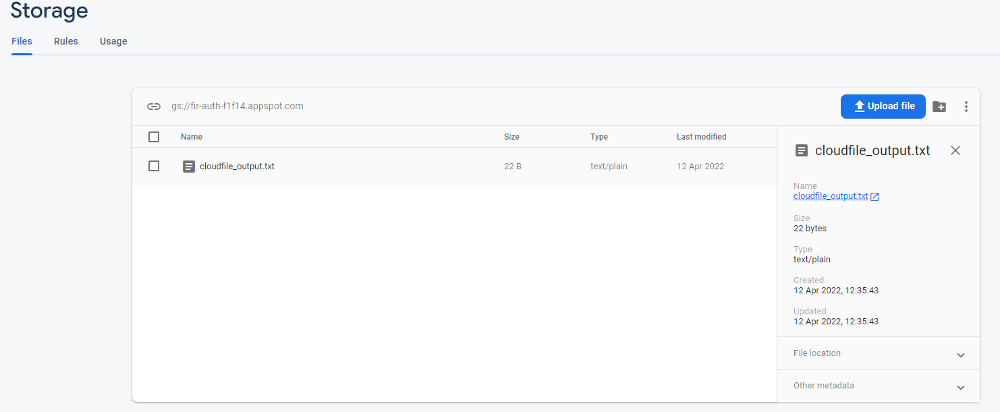 Storage
Files Rules Usage
gs://fir-auth-f1f14.appspot.com Upload file
Name Size Type Last modified
cloudfile_output.txt 22 B text/plain 12 Apr 2022
cloudfile_output.txt
Name
cloudfile_output.txt
Size
22 bytes
Type
text/plain
Created
12 Apr 2022, 12:35:43
Updated
12 Apr 2022, 12:35:43
File location
Other metadata